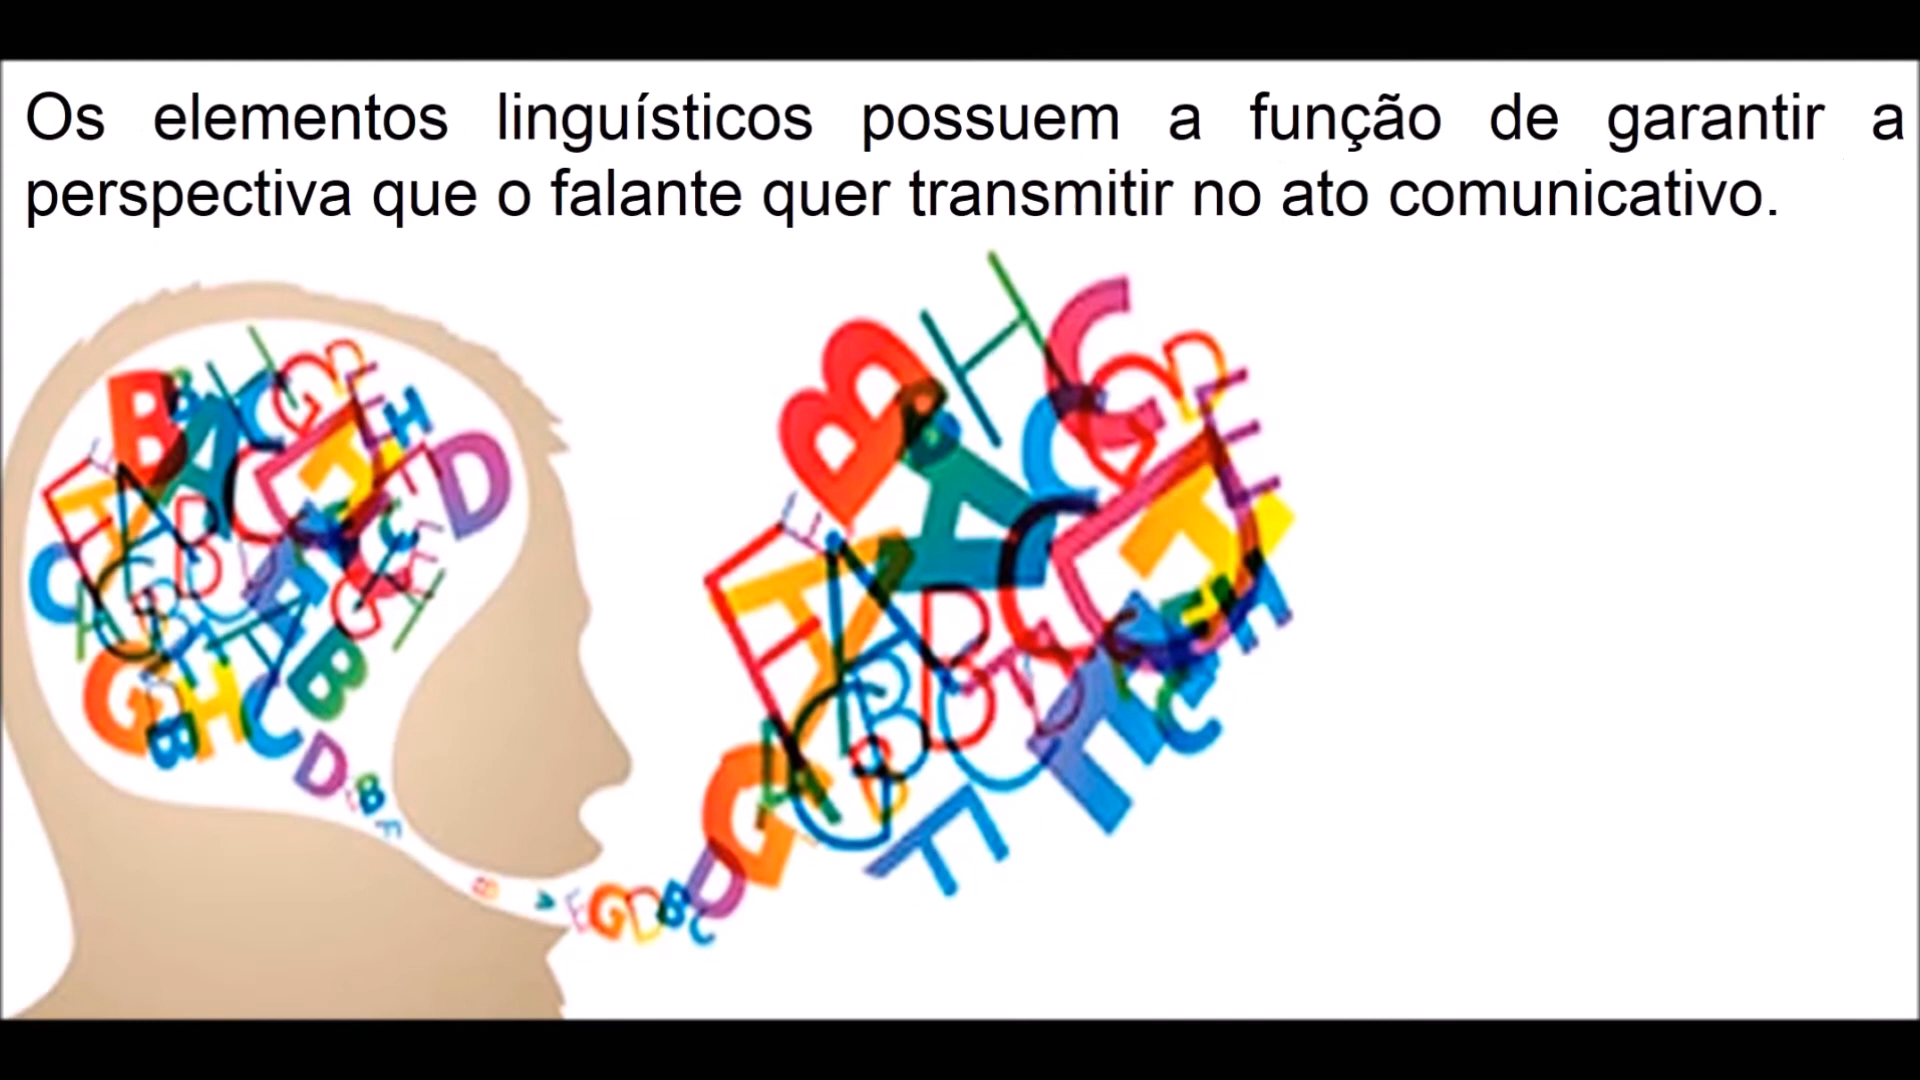 Os elementos linguísticos possuem a função de garantir a
perspectiva que o falante quer transmitir no ato comunicativo.